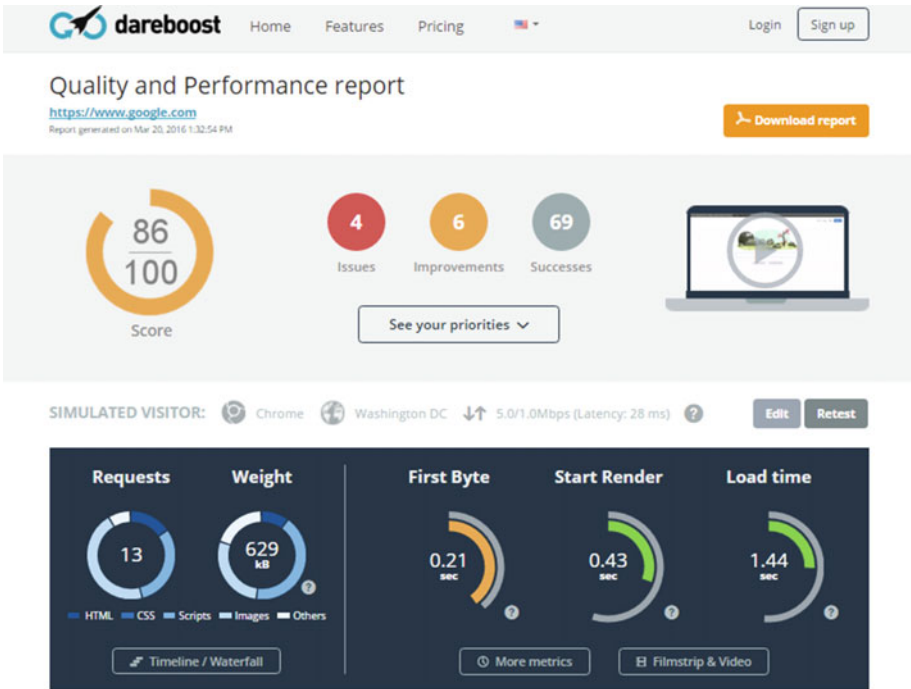 dareboost Home Features Pricing Login Sign up
Quality and Performance report
https://www.google.com
Report generated on Mar 20, 2016 1:32:54 PM
Download report
86
100
Score
4
Issues
6
Improvements
69
Successes
See your priorities
SIMULATED VISITOR: Chrome Washington DC 5.0/1.0Mbps (Latency: 28 ms) ? Edit Retest
Requests Weight First Byte Start Render Load time
13
629
kB
?
0.21
sec
?
0.43
sec
?
1.44
sec
?
HTML CSS Scripts Images Others
Timeline / Waterfall More metrics Filmstrip & Video